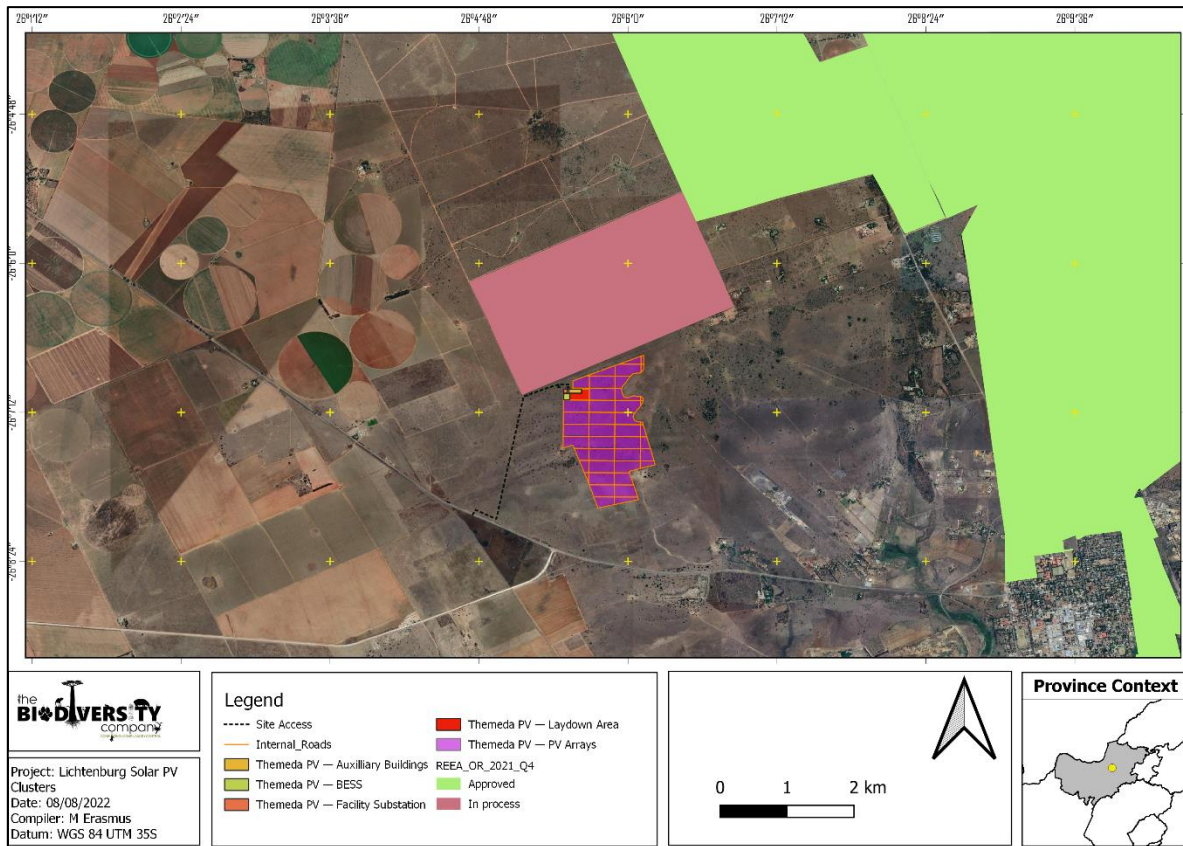 26°1'12" 26°2'24" 26°3'36" 26°4'48" 26°6'0" 26°7'12" 26°8'24" 26°9'36"
-26°4'48"
-26°6'0"
-26°7'12"
-26°8'24"
the
BIODIVERSITY
company
Project: Lichtenburg Solar PV
Clusters
Date: 08/08/2022
Compiler: M Erasmus
Datum: WGS 84 UTM 35S
Legend
Site Access
Internal_Roads
Themeda PV — Auxilliary Buildings
Themeda PV — BESS
Themeda PV — Facility Substation
Themeda PV — Laydown Area
Themeda PV — PV Arrays
REEA_OR_2021_Q4
Approved
In process
0 1 2 km
Province Context